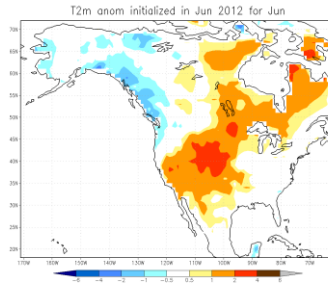 T2m anom initialized in Jun 2012 for Jun
70N
65N
60N
55N
50N
45N
40N
35N
30N
25N
20N
170W 160W 150W 140W 130W 120W 110W 100W 90W 80W 70W
-6 -4 -2 -1 -0.5 0.5 1 2 4 6